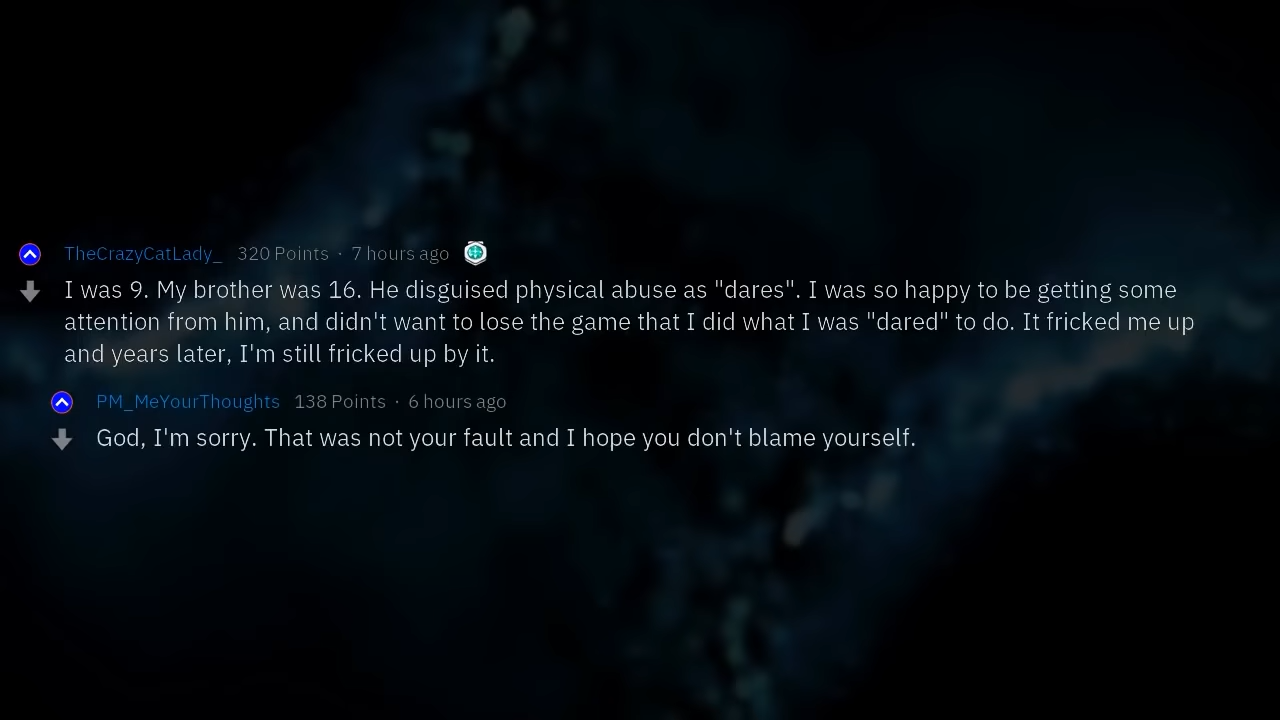 TheCrazyCatLady_ 320 Points · 7 hours ago
I was 9. My brother was 16. He disguised physical abuse as "dares". I was so happy to be getting some
attention from him, and didn't want to lose the game that I did what I was "dared" to do. It fricked me up
and years later, I'm still fricked up by it.
PM_MeYourThoughts 138 Points · 6 hours ago
God, I'm sorry. That was not your fault and I hope you don't blame yourself.